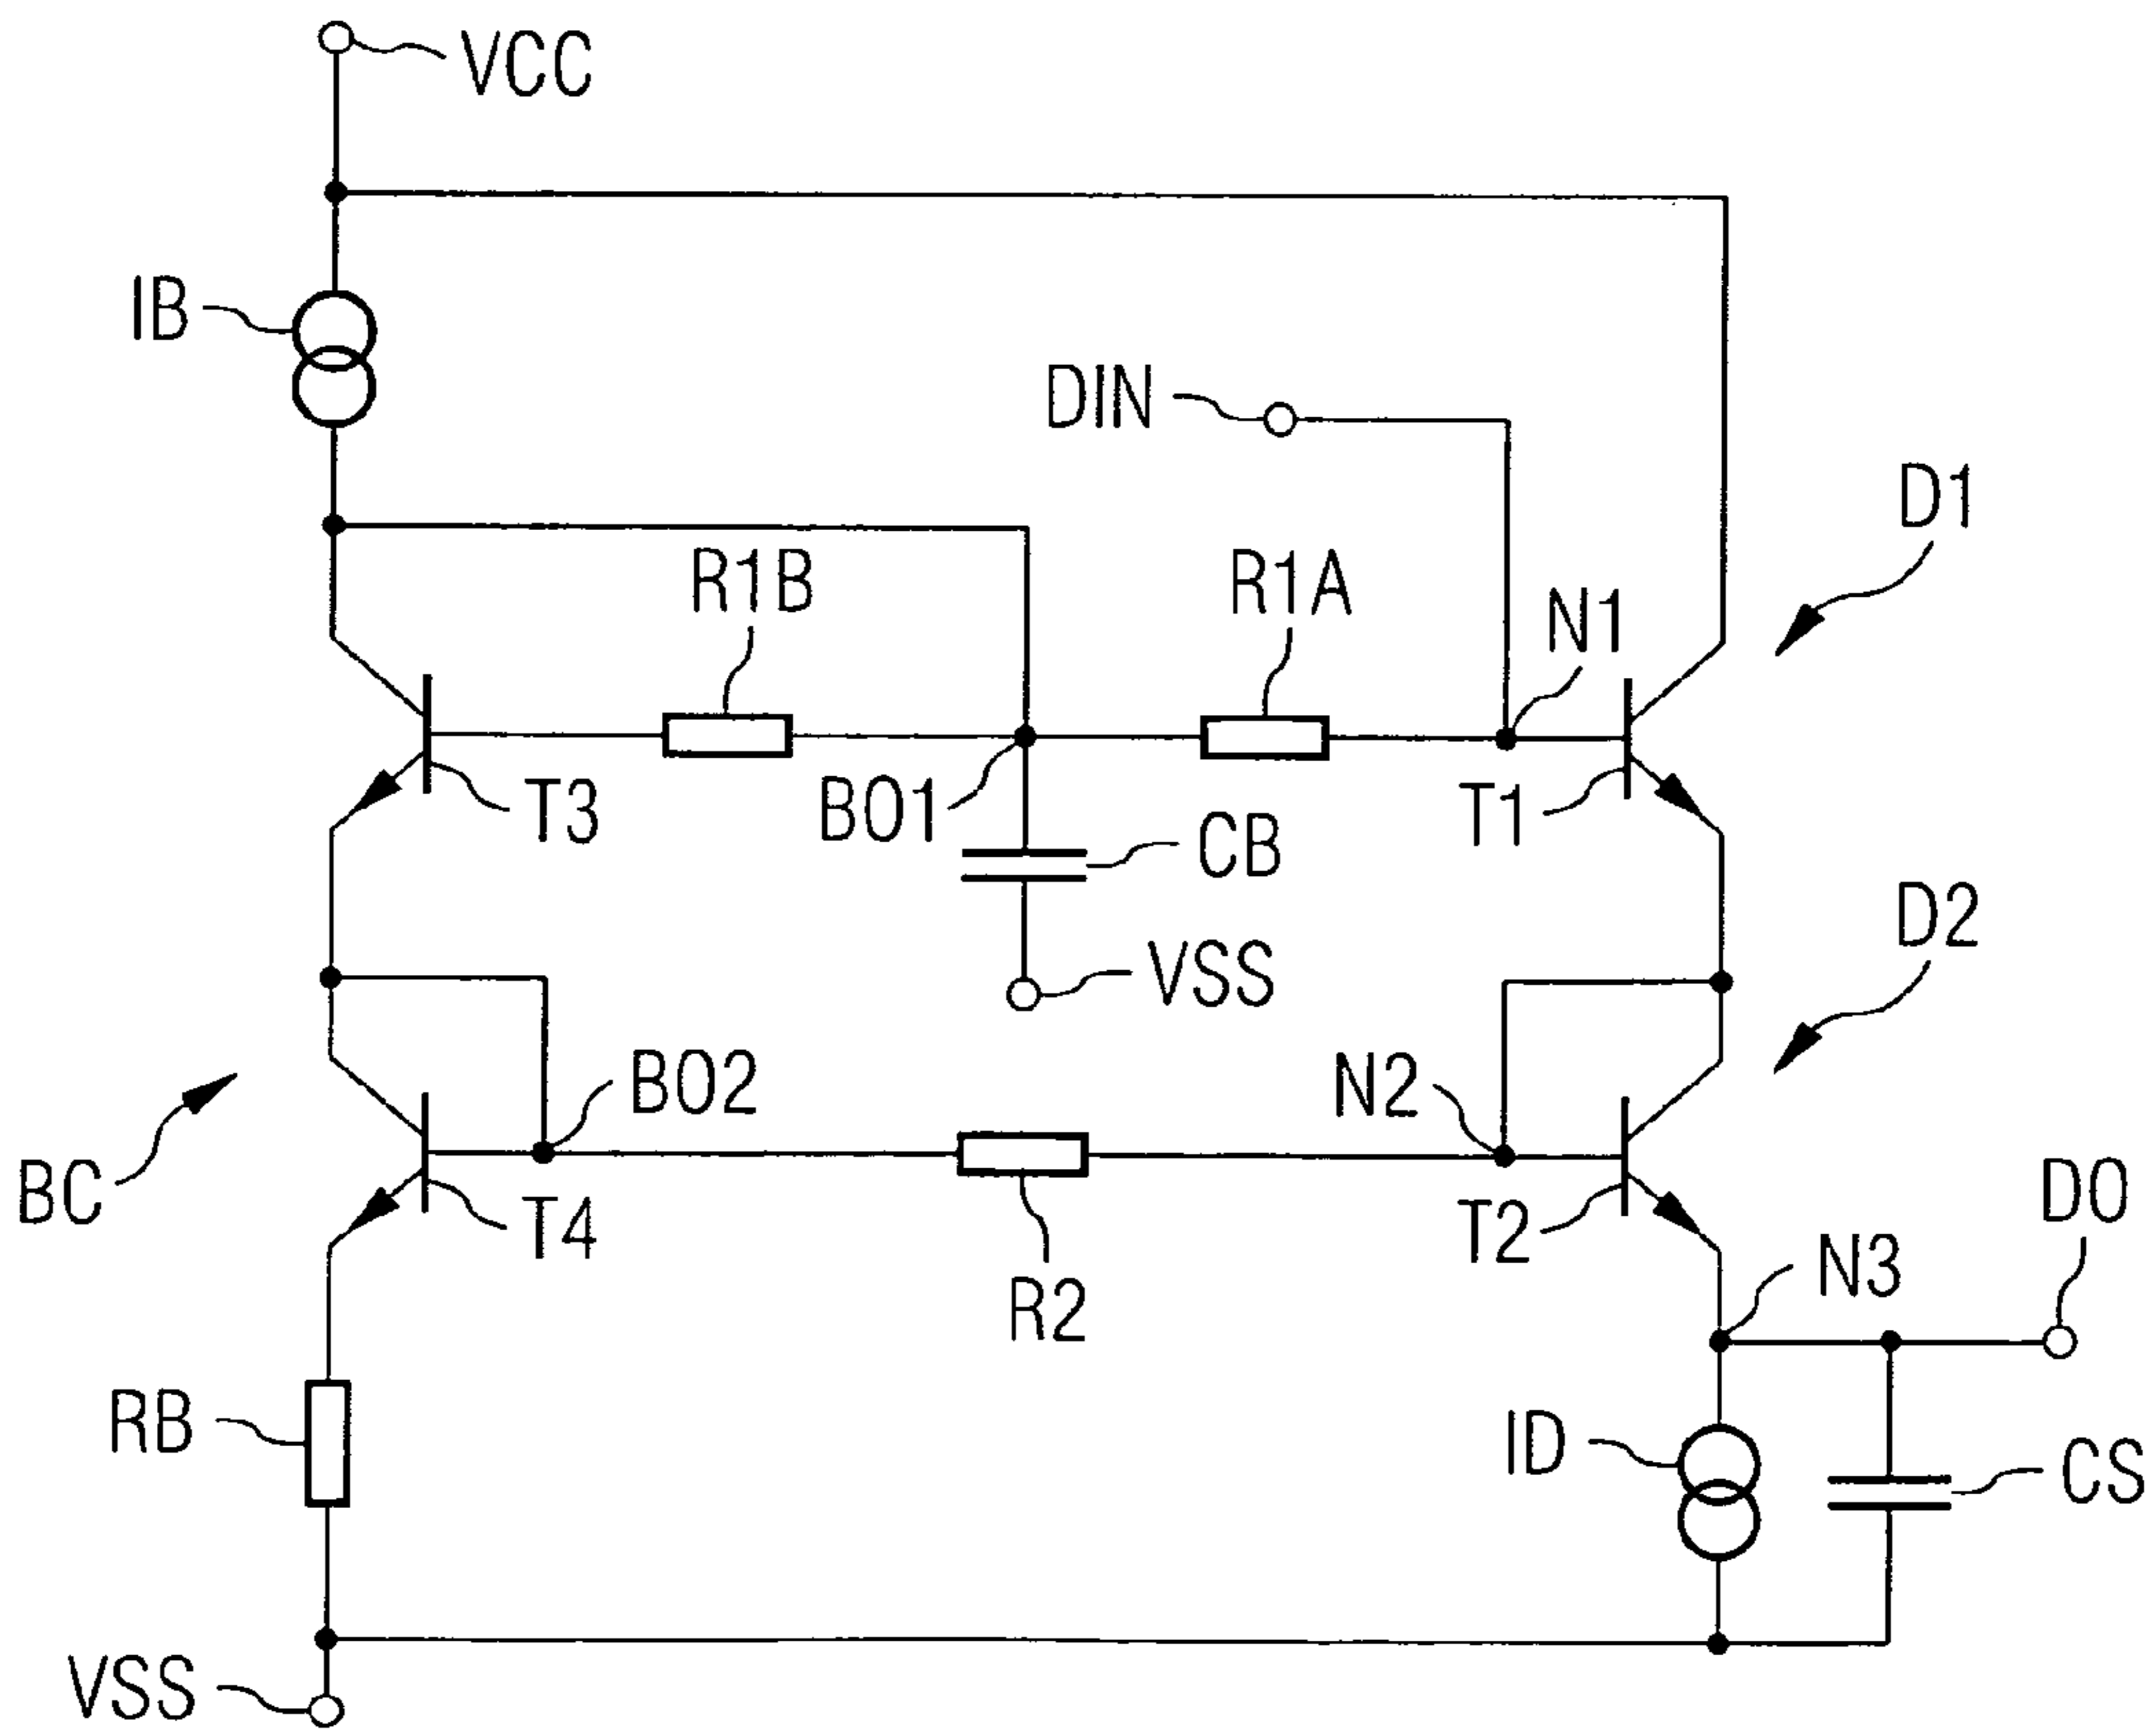 VCC
IB
DIN
D1
R1B
R1A
N1
T3
BO1
T1
CB
D2
VSS
BO2
N2
BC
DO
T4
T2
N3
R2
RB
ID
CS
VSS